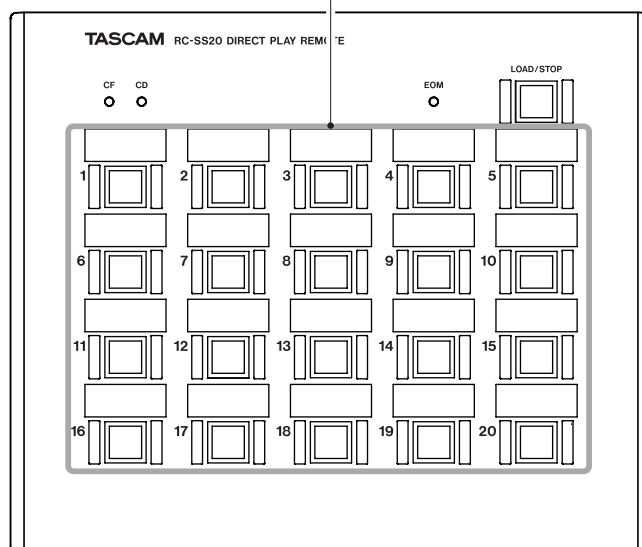 TASCAM RC-SS20 DIRECT PLAY REMOTE
LOAD/STOP
CF CD EOM
1 2 3 4 5
6 7 8 9 10
11 12 13 14 15
16 17 18 19 20